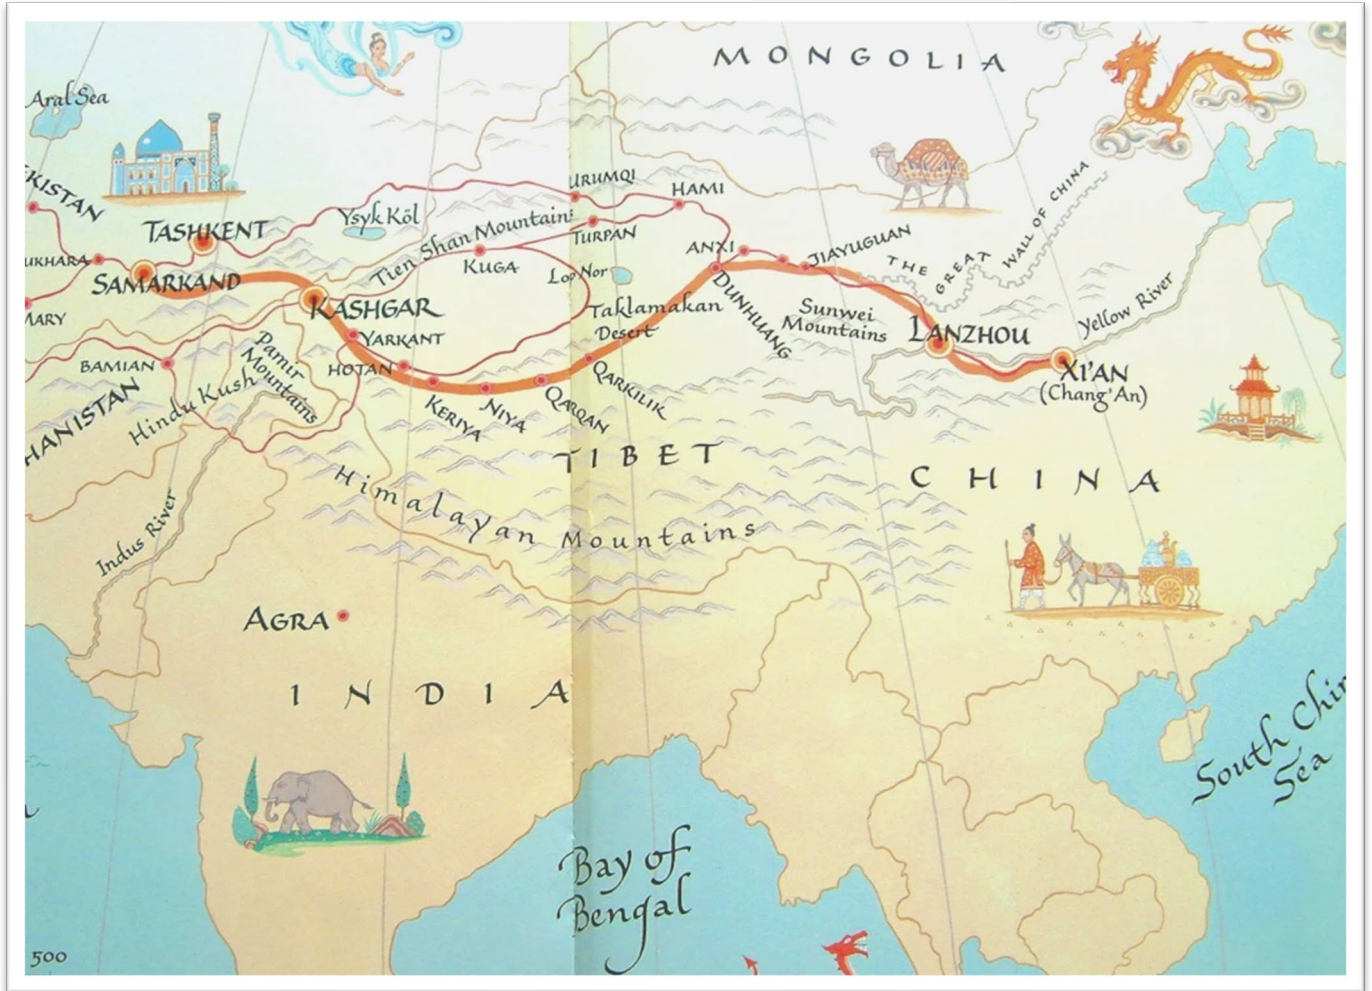 MONGOLIA
Aral Sea
KISTAN
URUMQI
HAMI
Ysyk Köl
TASHKENT
Tien Shan Mountains
TURPAN
ANXI
JIAYUGUAN
THE GREAT WALL OF CHINA
UKHARA
SAMARKAND
KUGA
Lop Nor
DUNHUANG
MARY
KASHGAR
Taklamakan
Desert
Sunwei
Mountains
LANZHOU
Yellow River
YARKANT
BAMIAN
Pamir
Mountains
HOTAN
XI'AN
(Chang'An)
HANISTAN
Hindu Kush
KERIYA
NIYA
QARQAN
QARKILIK
TIBET
CHINA
Himalayan Mountains
Indus River
AGRA
INDIA
South Chin
Sea
Bay of
Bengal
500